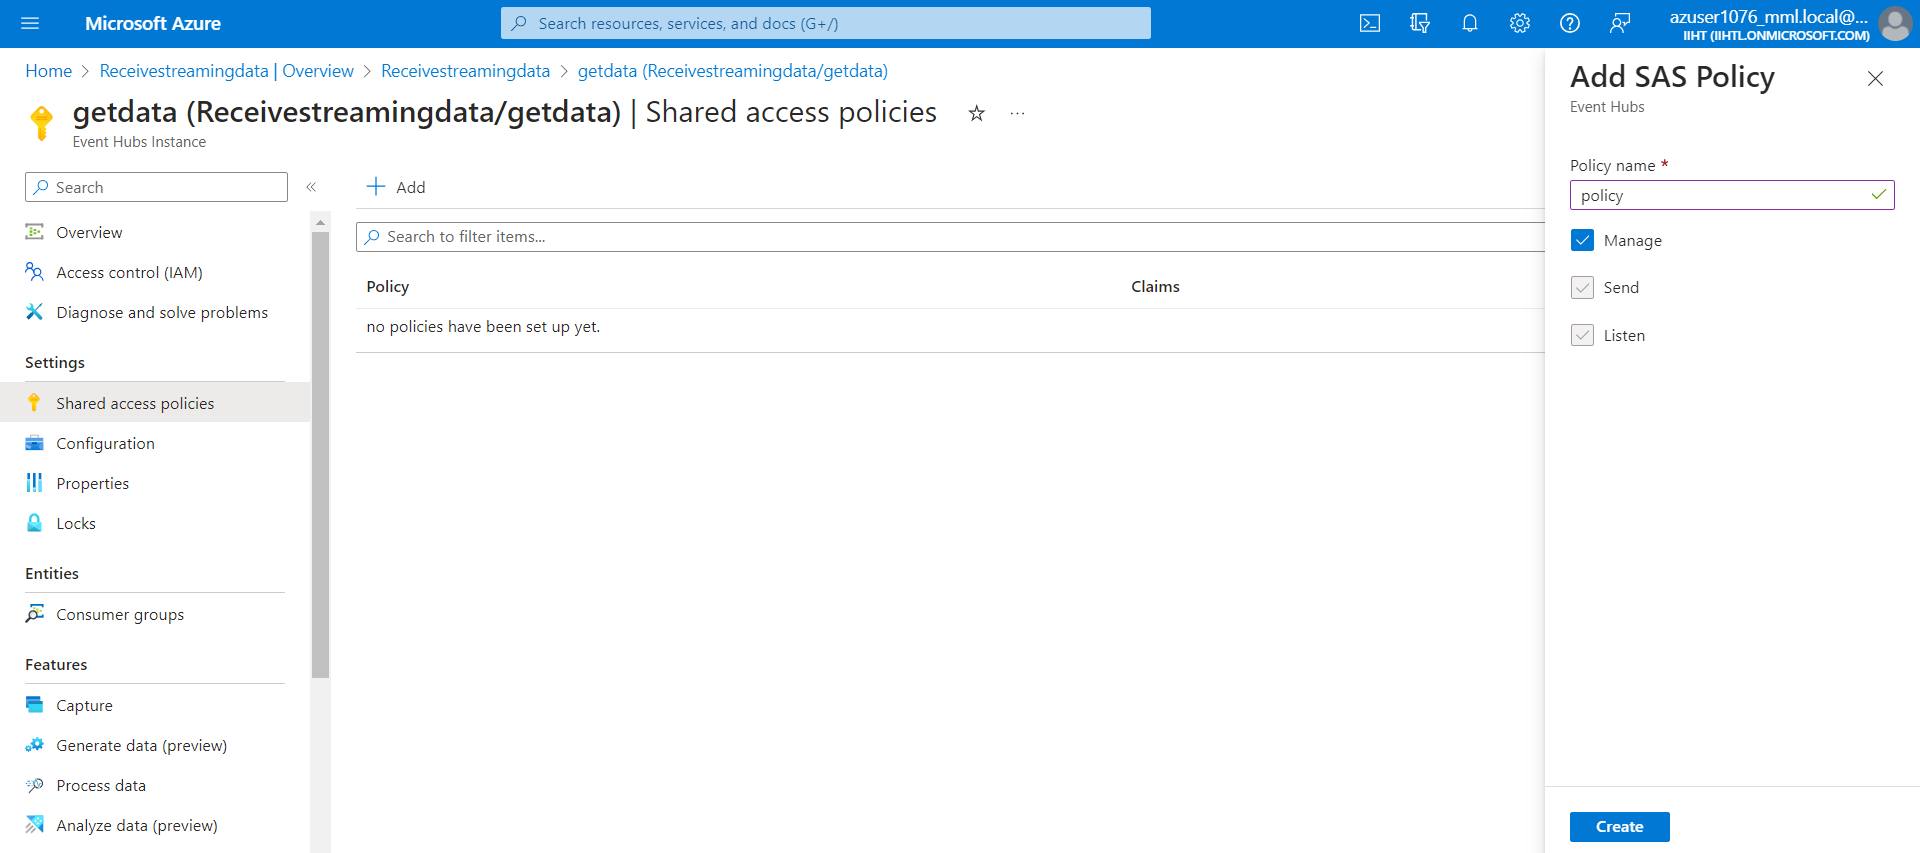 Microsoft Azure
Search resources, services, and docs (G+/)
azuser1076_mml.local@...
IIHT (IIHTL.ONMICROSOFT.COM)
Home > Receivestreamingdata | Overview > Receivestreamingdata > getdata (Receivestreamingdata/getdata)
getdata (Receivestreamingdata/getdata) | Shared access policies
Event Hubs Instance
Search
Overview
Access control (IAM)
Diagnose and solve problems
Settings
Shared access policies
Configuration
Properties
Locks
Entities
Consumer groups
Features
Capture
Generate data (preview)
Process data
Analyze data (preview)
Add
Search to filter items...
Policy Claims
no policies have been set up yet.
Add SAS Policy
Event Hubs
Policy name *
policy
Manage
Send
Listen
Create